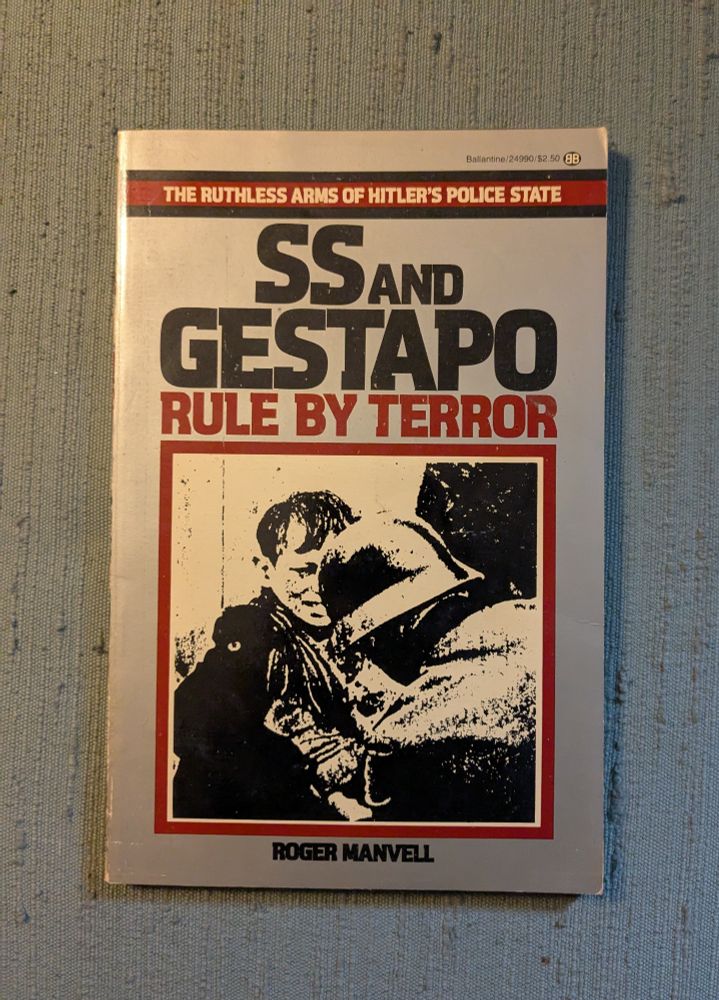 Ballantine/24990/$2.50 BB
THE RUTHLESS ARMS OF HITLER'S POLICE STATE
SS AND
GESTAPO
RULE BY TERROR
ROGER MANVELL